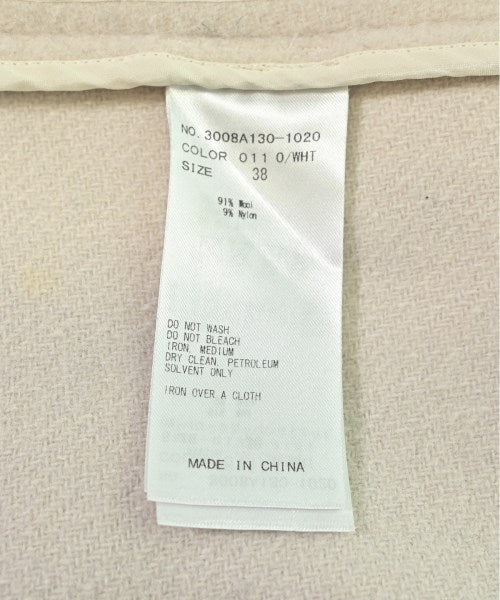 NO. 3008A130-1020
COLOR 011 O/WHT
SIZE 38
91% Wool
9% Nylon
DO NOT WASH
DO NOT BLEACH
IRON, MEDIUM
DRY CLEAN, PETROLEUM
SOLVENT ONLY
IRON OVER A CLOTH
MADE IN CHINA